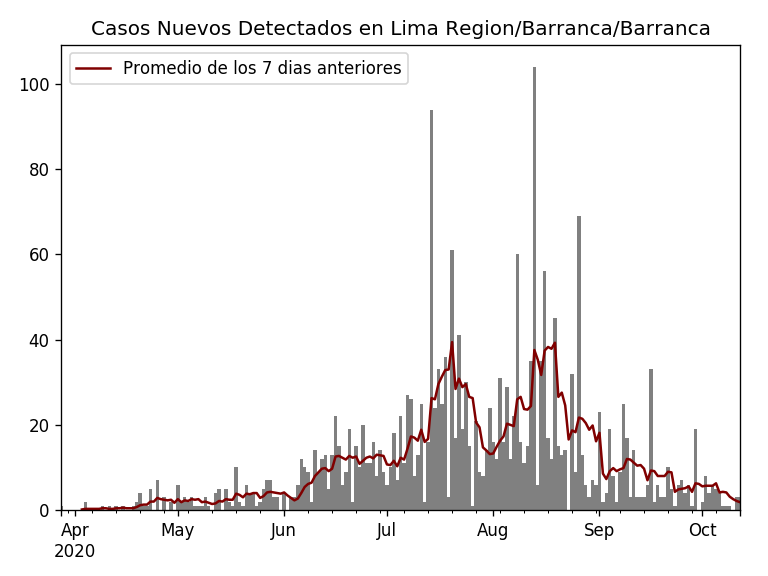 Casos Nuevos Detectados en Lima Region/Barranca/Barranca
Promedio de los 7 dias anteriores
100
80
60
40
20
0
Apr May Jun Jul Aug Sep Oct
2020